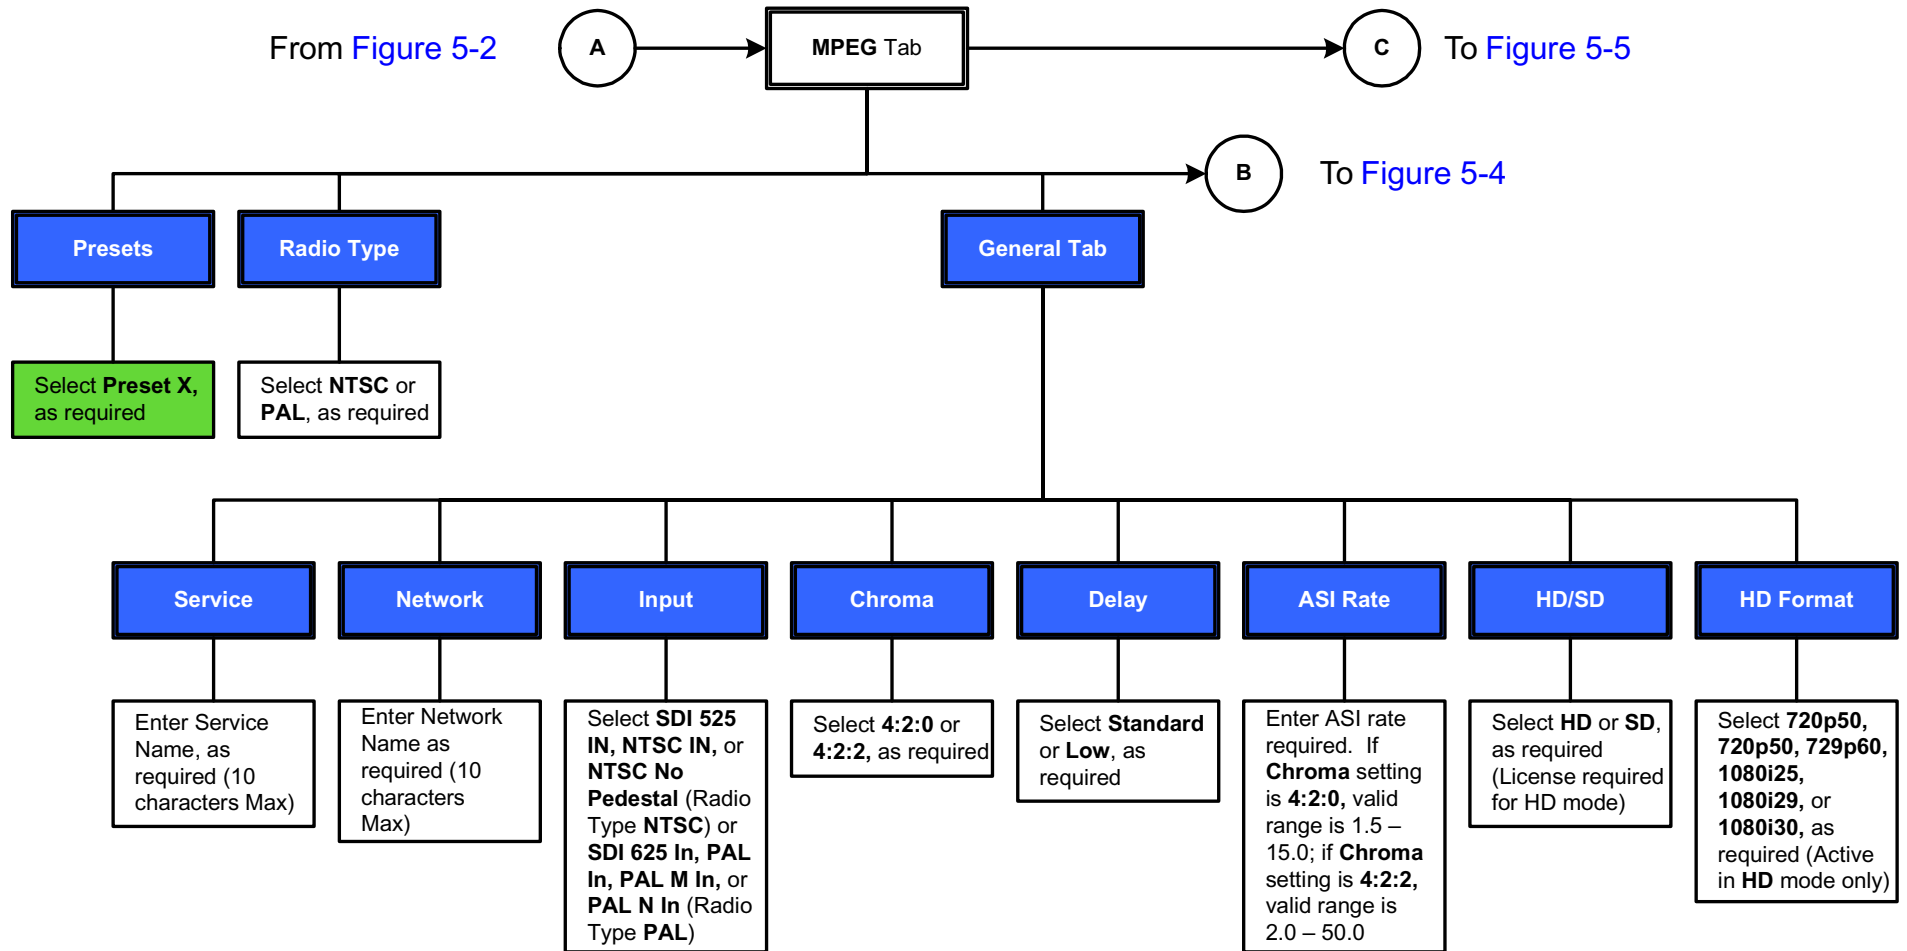 From Figure 5-2
A
MPEG Tab
C
To Figure 5-5
B
To Figure 5-4
Presets
Radio Type
General Tab
Select Preset X,
as required
Select NTSC or
PAL, as required
Service
Network
Input
Chroma
Delay
ASI Rate
HD/SD
HD Format
Enter Service
Name, as
required (10
characters Max)
Enter Network
Name as
required (10
characters
Max)
Select SDI 525
IN, NTSC IN, or
NTSC No
Pedestal (Radio
Type NTSC) or
SDI 625 In, PAL
In, PAL M In, or
PAL N In (Radio
Type PAL)
Select 4:2:0 or
4:2:2, as required
Select Standard
or Low, as
required
Enter ASI rate
required. If
Chroma setting
is 4:2:0, valid
range is 1.5 –
15.0; if Chroma
setting is 4:2:2,
valid range is
2.0 – 50.0
Select HD or SD,
as required
(License required
for HD mode)
Select 720p50,
720p50, 729p60,
1080i25,
1080i29, or
1080i30, as
required (Active
in HD mode only)